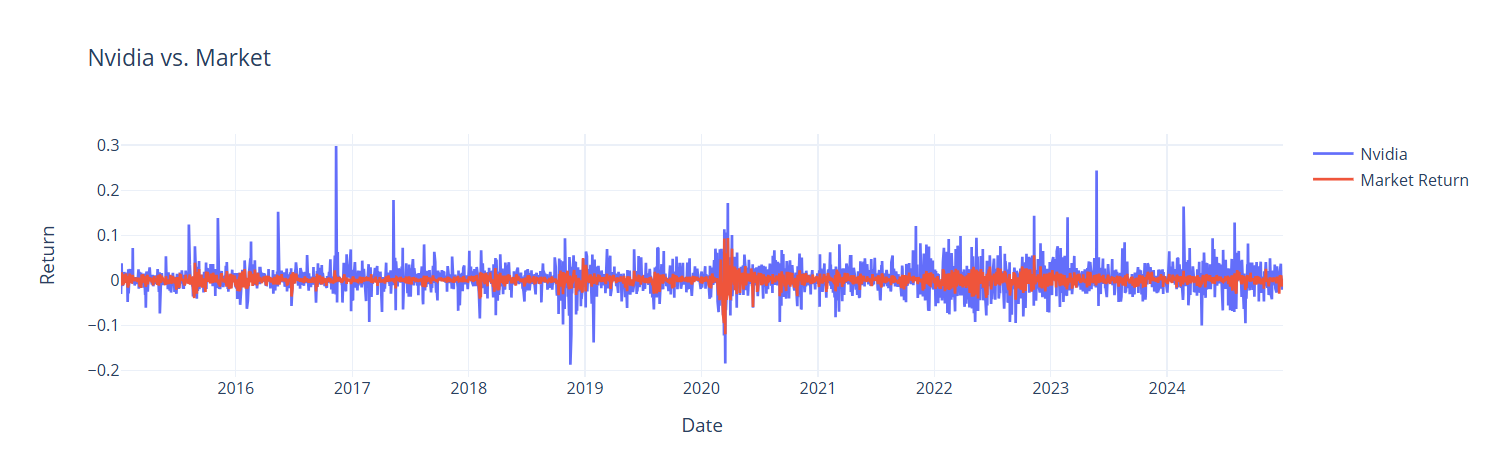 Nvidia vs. Market
Nvidia
Market Return
Return
0.3
0.2
0.1
0
−0.1
−0.2
2016 2017 2018 2019 2020 2021 2022 2023 2024
Date